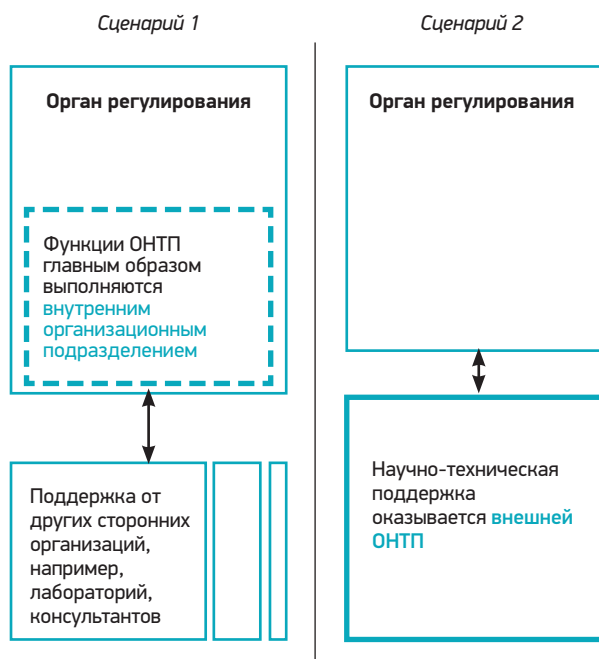 Сценарий 1
Орган регулирования
Функции ОНТП
главным образом
выполняются
внутренним
организационным
подразделением
Поддержка от
других сторонних
организаций,
например,
лабораторий,
консультантов
Сценарий 2
Орган регулирования
Научно-техническая
поддержка
оказывается внешней
ОНТП